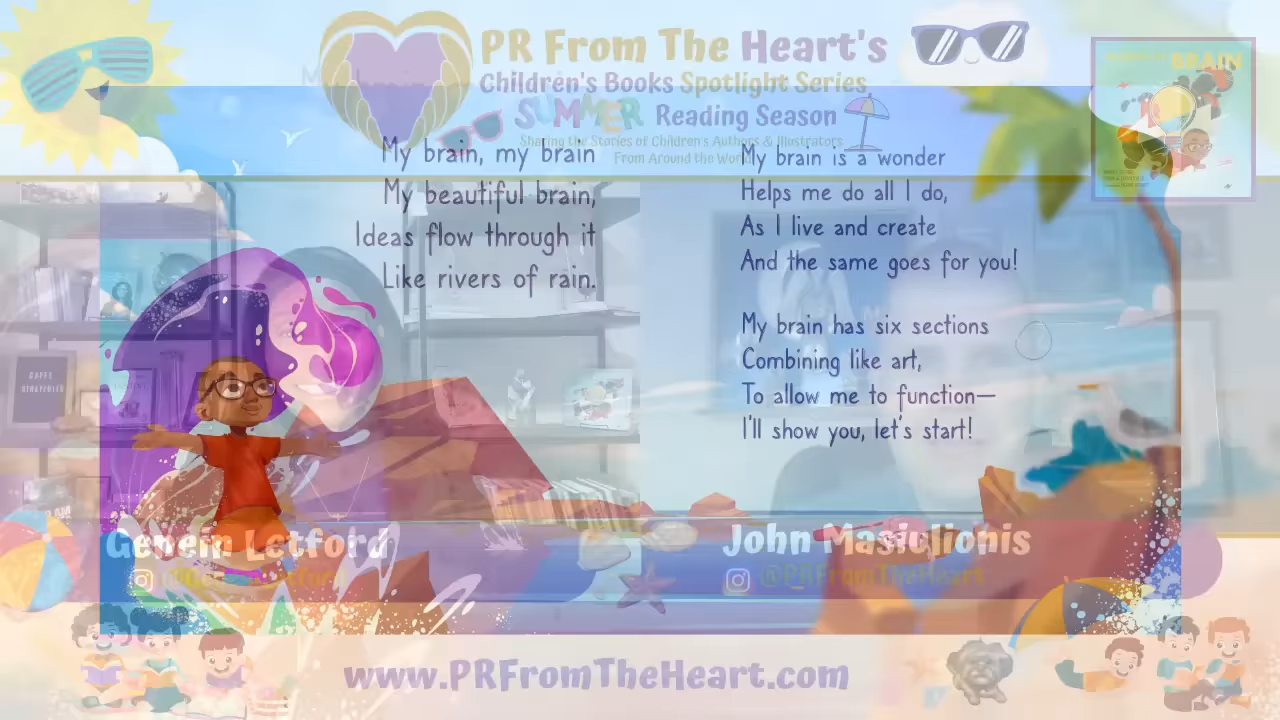 PR From The Heart's
Children's Books Spotlight Series
SUMMER Reading Season
Sharing the Stories of Children's Authors & Illustrators
From Around the World
BRAIN
My brain, my brain
My beautiful brain,
Ideas flow through it
Like rivers of rain.
My brain is a wonder
Helps me do all I do,
As I live and create
And the same goes for you!
My brain has six sections
Combining like art,
To allow me to function—
I'll show you, let's start!
Genein Letford
John Masiulionis
@PRFromTheHeart
www.PRFromTheHeart.com